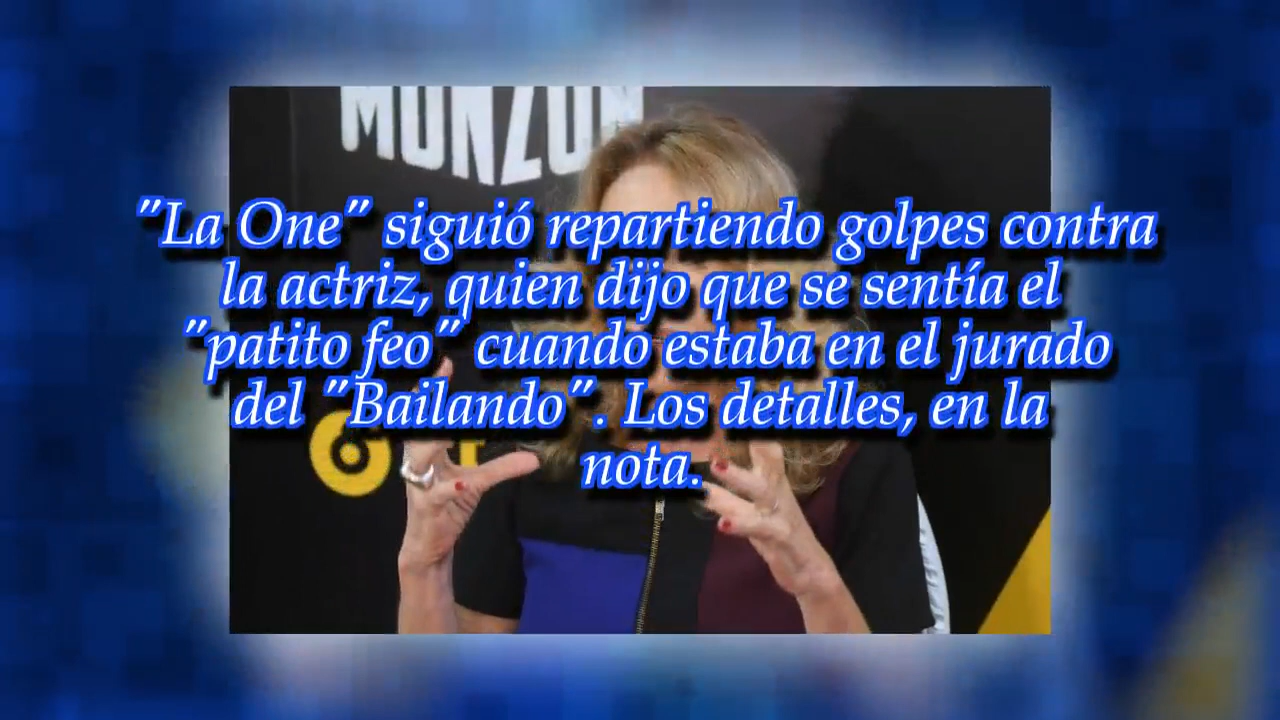 MONZÓN
"La One" siguió repartiendo golpes contra
la actriz, quien dijo que se sentía el
"patito feo" cuando estaba en el jurado
del "Bailando". Los detalles, en la
nota.